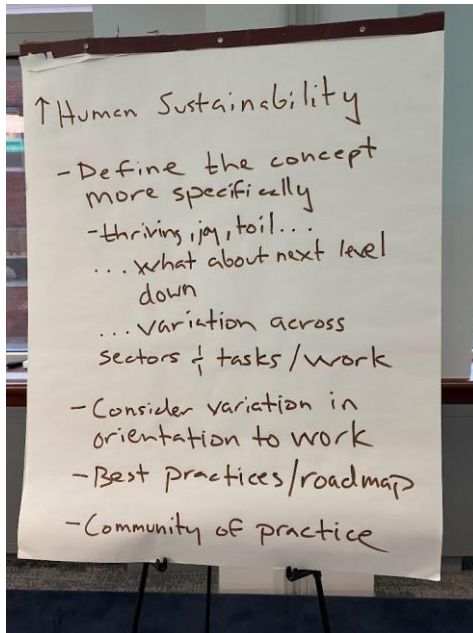 ↑ Human Sustainability
- Define the concept
more specifically
- thriving, joy, toil...
... what about next level
down
... variation across
sectors & tasks/work
- Consider variation in
orientation to work
- Best practices/roadmap
- Community of practice